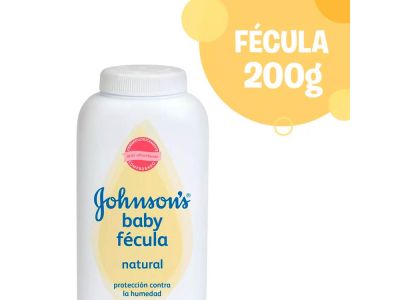 FÉCULA
200g
Johnson's®
baby
fécula
natural
protección contra
la humedad